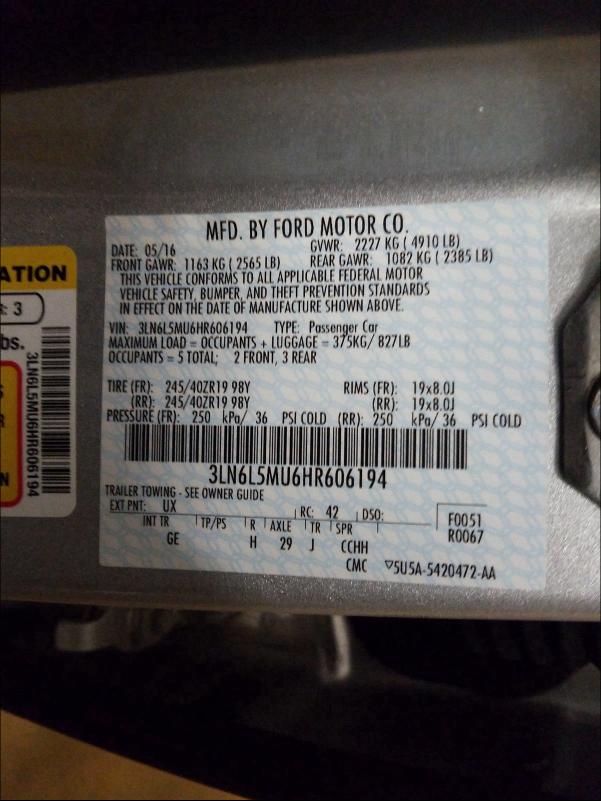 MFD. BY FORD MOTOR CO.
DATE: 05/16 GVWR: 2227 KG ( 4910 LB)
FRONT GAWR: 1163 KG ( 2565 LB) REAR GAWR: 1082 KG ( 2385 LB)
THIS VEHICLE CONFORMS TO ALL APPLICABLE FEDERAL MOTOR
VEHICLE SAFETY, BUMPER, AND THEFT PREVENTION STANDARDS
IN EFFECT ON THE DATE OF MANUFACTURE SHOWN ABOVE.
VIN: 3LN6L5MU6HR606194 TYPE: Passenger Car
MAXIMUM LOAD = OCCUPANTS + LUGGAGE = 375KG/ 827LB
OCCUPANTS = 5 TOTAL; 2 FRONT, 3 REAR
TIRE (FR): 245/40ZR19 98Y RIMS (FR): 19x8.0J
(RR): 245/40ZR19 98Y (RR): 19x8.0J
PRESSURE (FR): 250 kPa/ 36 PSI COLD (RR): 250 kPa/ 36 PSI COLD
3LN6L5MU6HR606194
TRAILER TOWING - SEE OWNER GUIDE
EXT PNT: UX RC: 42 DSO:
INT TR TP/PS R AXLE TR SPR F0051
GE H 29 J CCHH R0067
CMC ▽5U5A-5420472-AA
ATION
: 3
bs.
S
R
N
3LN6L5MU6HR606194